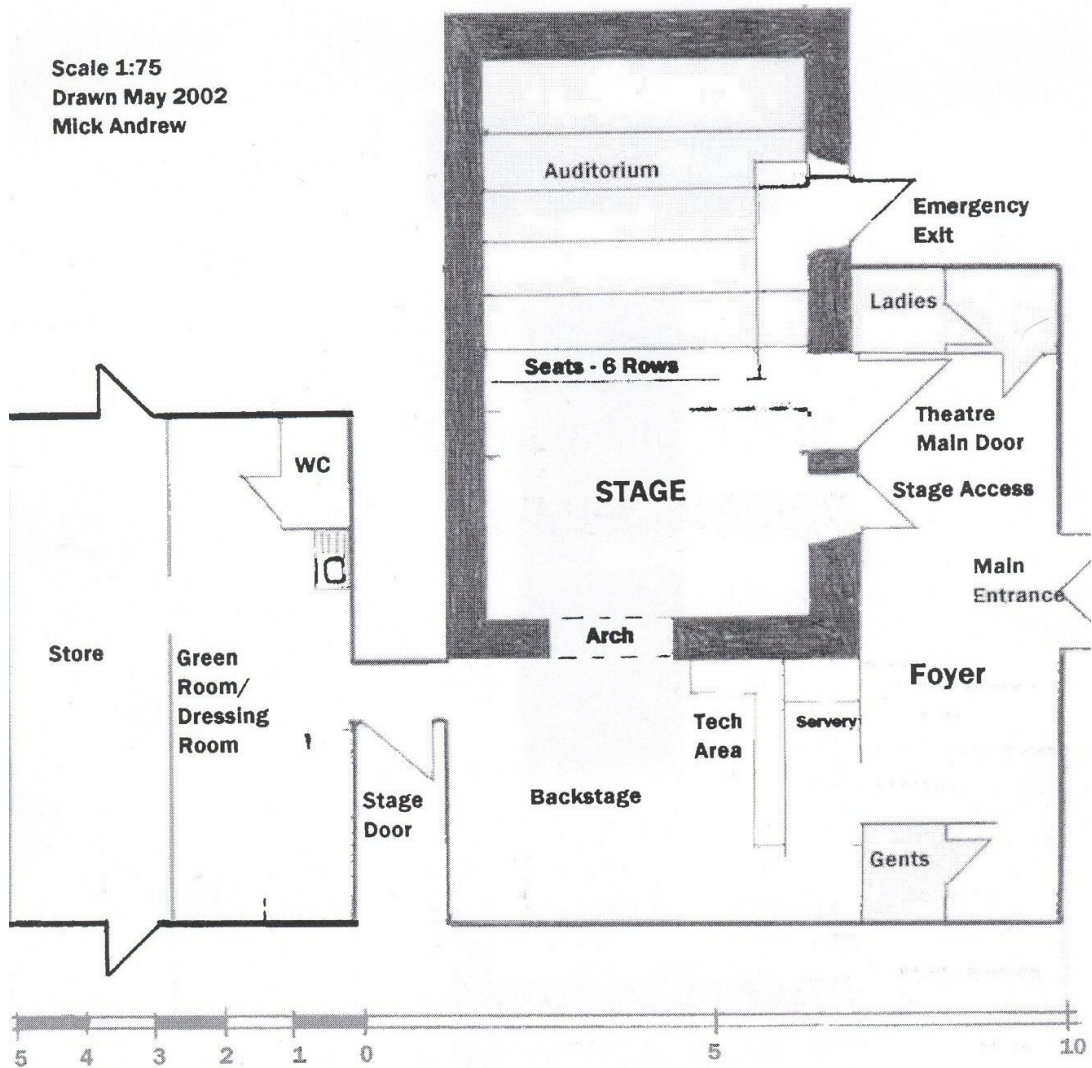 Scale 1:75
Drawn May 2002
Mick Andrew
Auditorium
Emergency
Exit
Ladies
Seats - 6 Rows
Theatre
Main Door
WC
STAGE
Stage Access
Main
Entrance
Store
Green
Room/
Dressing
Room
Arch
Foyer
Tech
Area
Servery
Stage
Door
Backstage
Gents
5 4 3 2 1 0 5 10